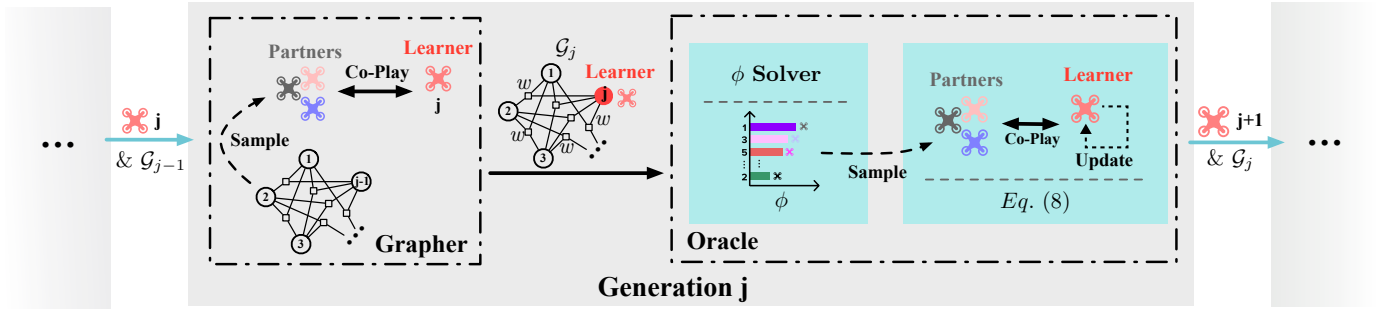 ...
j
& 𝒢_{j−1}
Partners
Learner
Co-Play
j
Sample
1
2
j-1
3
...
Grapher
𝒢_j
Learner
1
2
3
j
w
w
w
w
...
ϕ Solver
1
3
5
...
2
ϕ
Sample
Partners
Learner
Co-Play
Update
Eq. (8)
Oracle
Generation j
j+1
& 𝒢_j
...